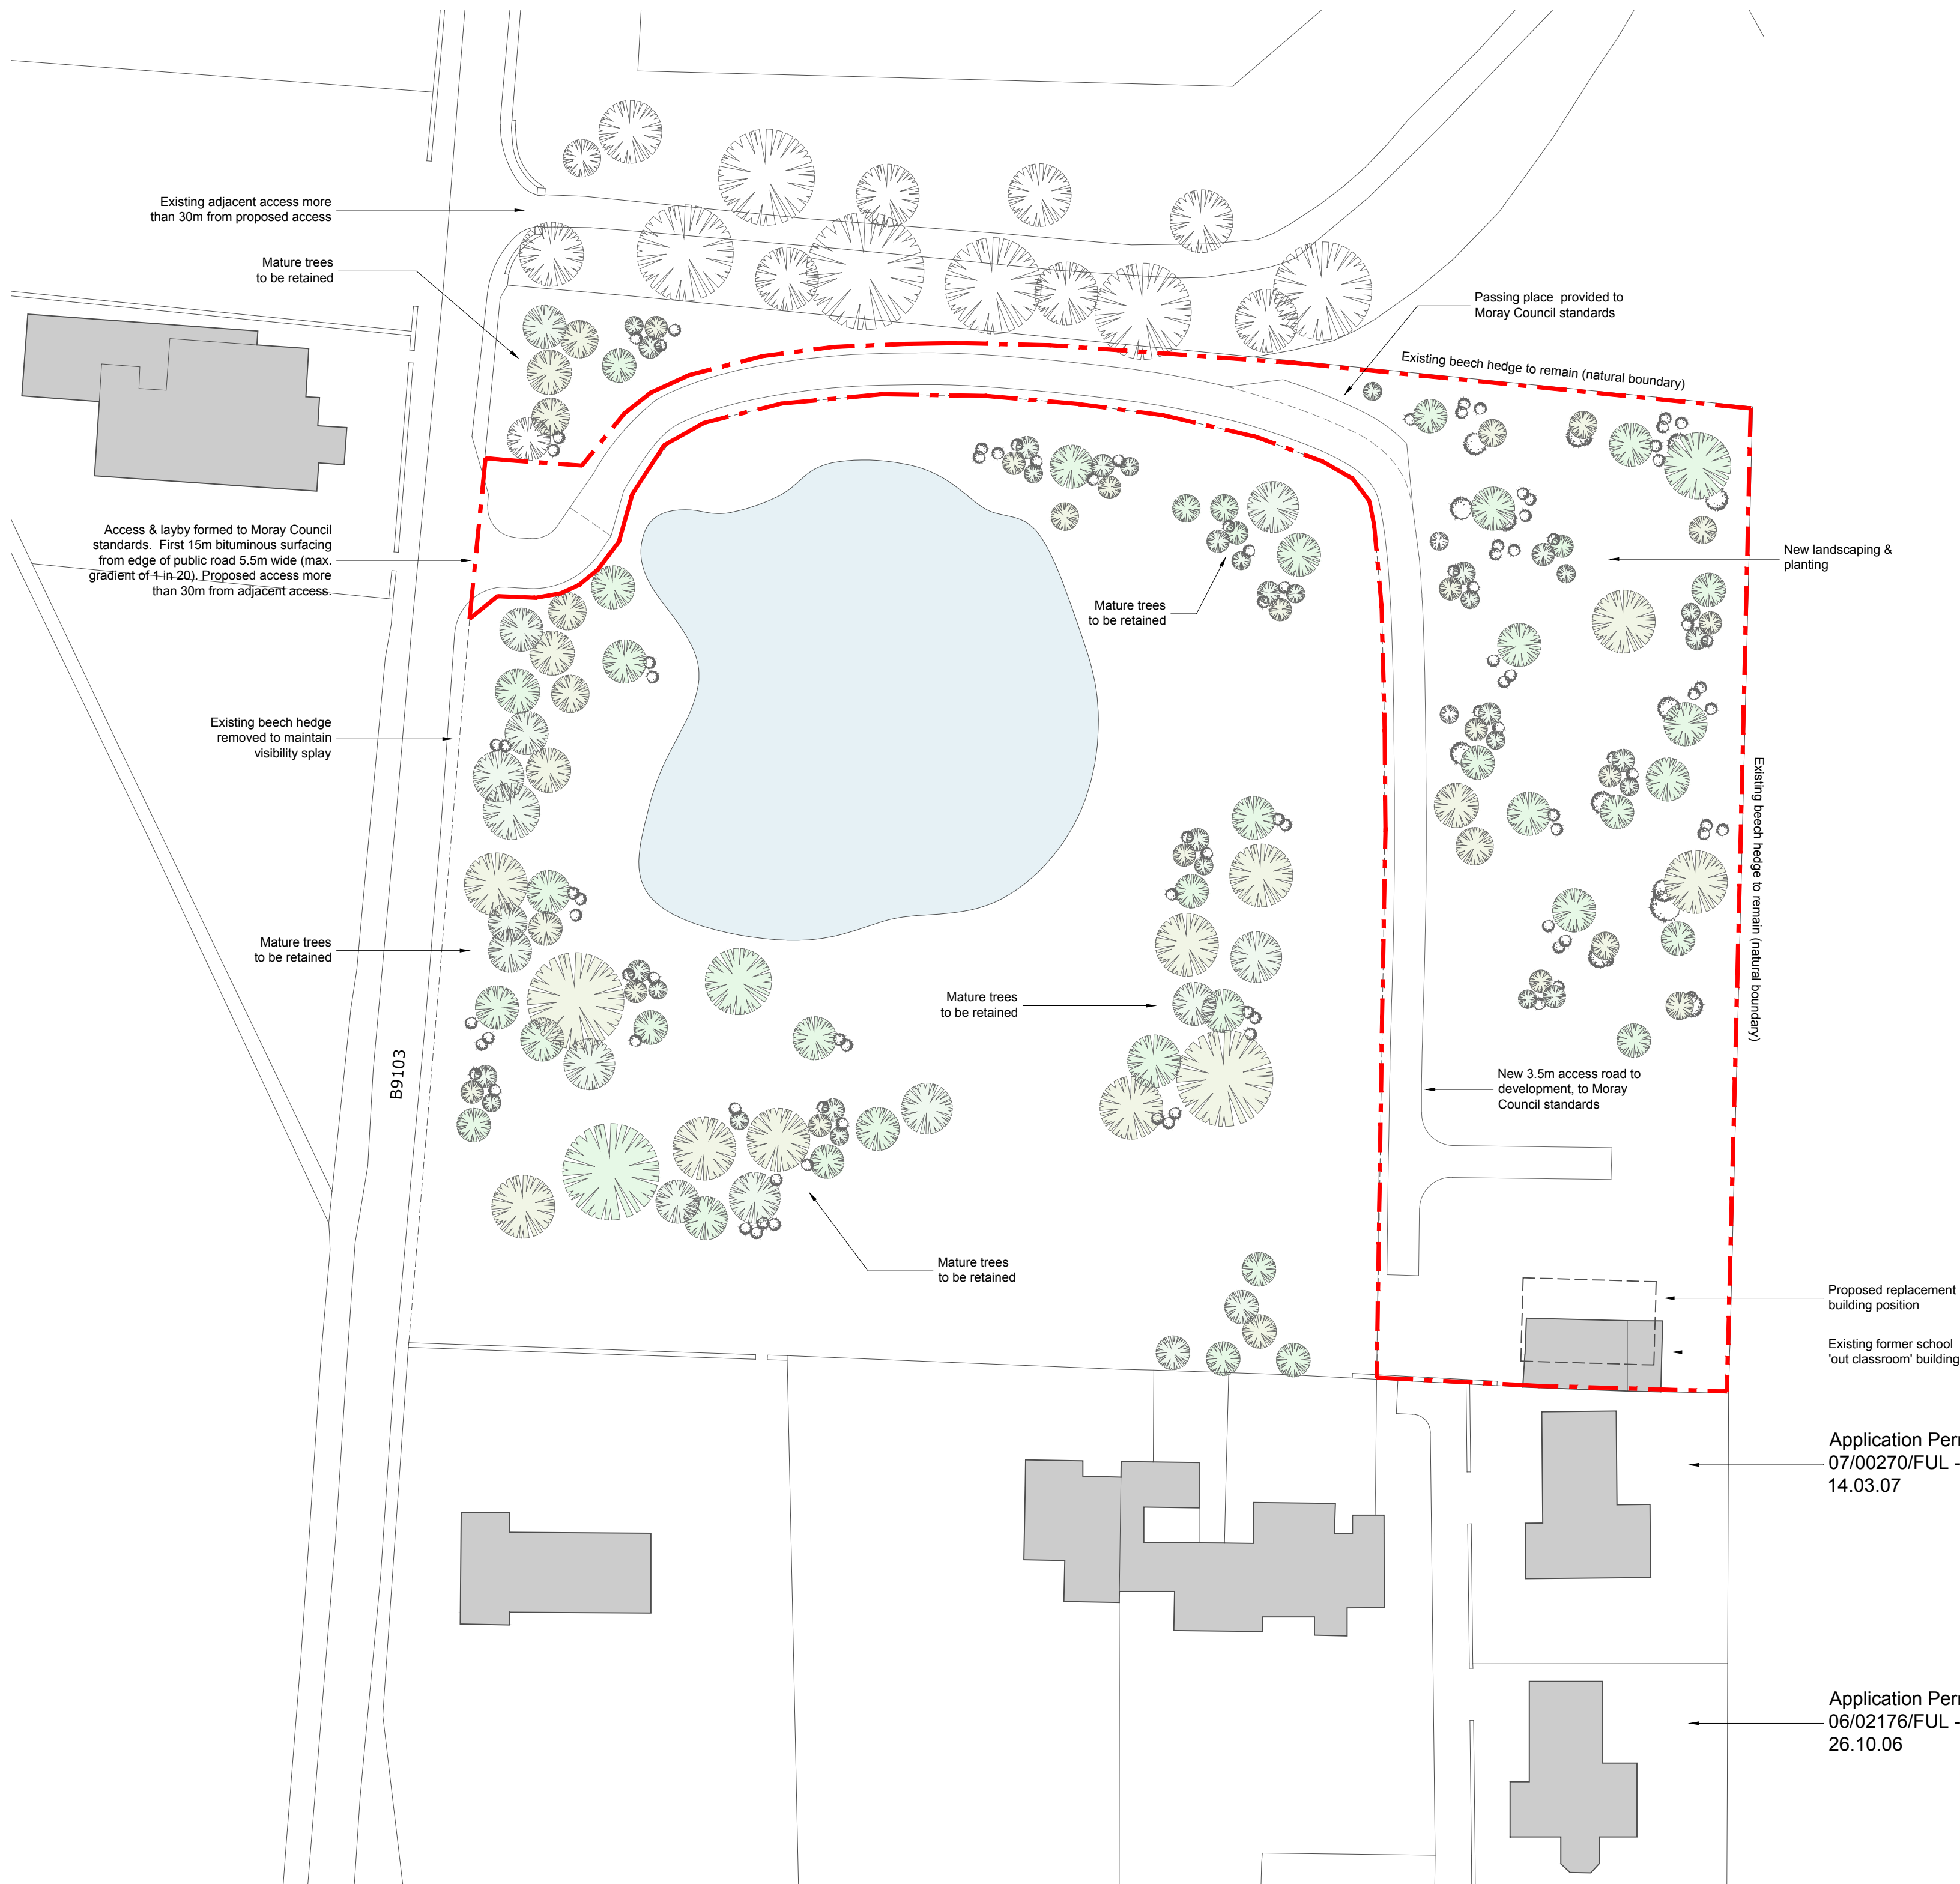 Existing adjacent access more
than 30m from proposed access
Mature trees
to be retained
Passing place provided to
Moray Council standards
Existing beech hedge to remain (natural boundary)
Access & layby formed to Moray Council
standards. First 15m bituminous surfacing
from edge of public road 5.5m wide (max.
gradient of 1 in 20). Proposed access more
than 30m from adjacent access.
New landscaping &
planting
Mature trees
to be retained
Existing beech hedge
removed to maintain
visibility splay
Existing beech hedge to remain (natural boundary)
Mature trees
to be retained
Mature trees
to be retained
B9103
New 3.5m access road to
development, to Moray
Council standards
Mature trees
to be retained
Proposed replacement
building position
Existing former school
'out classroom' building
Application
07/00270/FUL -
14.03.07
Application
06/02176/FUL -
26.10.06